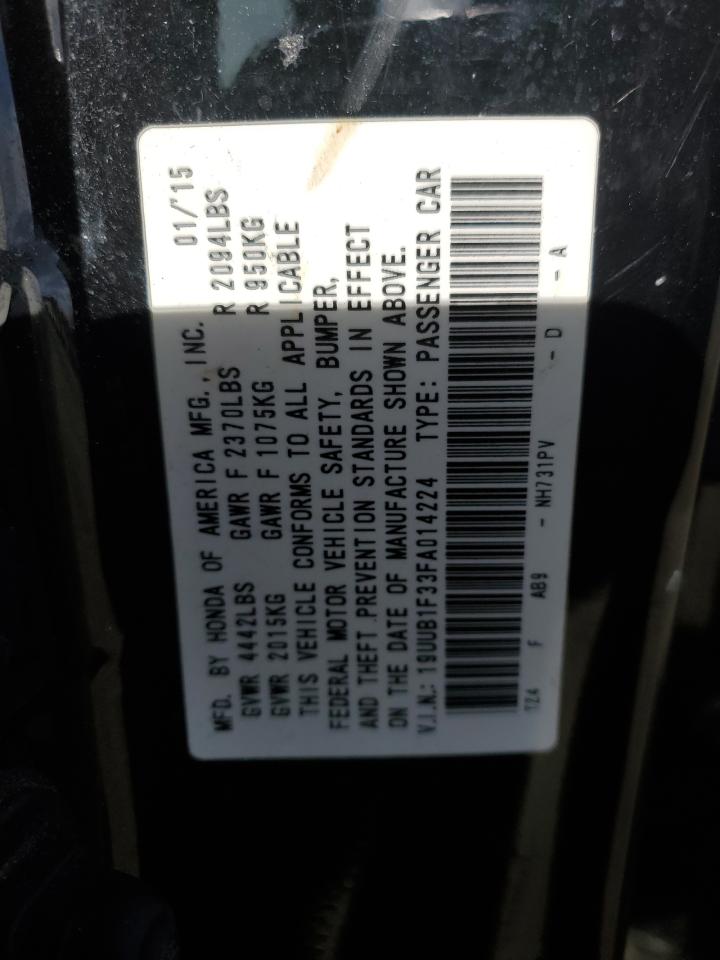 MFD. BY HONDA OF AMERICA MFG., INC. 01/'15
GVWR 4442LBS GAWR F 2370LBS R 2094LBS
GVWR 2015KG GAWR F 1075KG R 950KG
THIS VEHICLE CONFORMS TO ALL APPLICABLE
FEDERAL MOTOR VEHICLE SAFETY, BUMPER,
AND THEFT PREVENTION STANDARDS IN EFFECT
ON THE DATE OF MANUFACTURE SHOWN ABOVE.
V.I.N.: 19UUB1F33FA014224 TYPE: PASSENGER CAR
TZ4 F AB9 - NH731PV - D - A